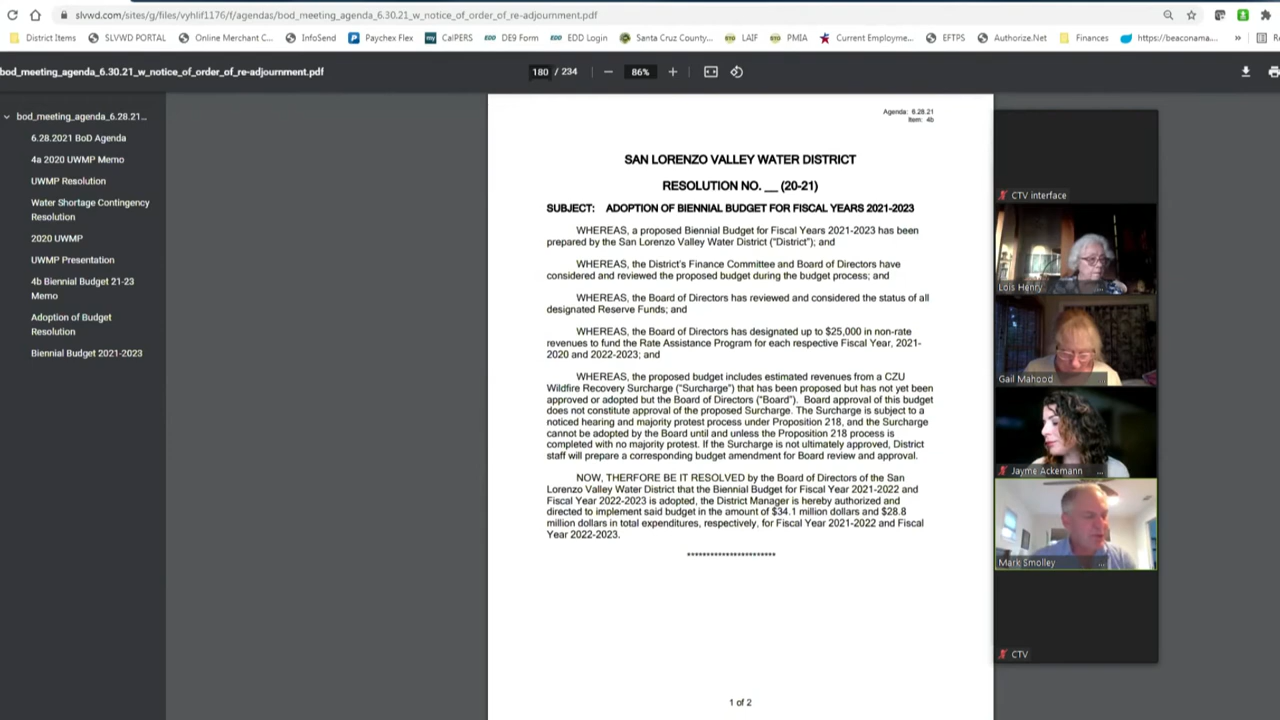 slvwd.com/sites/g/files/vyhlif1176/f/agendas/bod_meeting_agenda_6.30.21_w_notice_of_order_of_re-adjournment.pdf
District Items SLVWD PORTAL Online Merchant C... InfoSend Paychex Flex my CalPERS EDD DE9 Form EDD EDD Login Santa Cruz County... LAIF PMIA Current Employme... EFTPS Authorize.Net Finances https://beaconama... »
bod_meeting_agenda_6.30.21_w_notice_of_order_of_re-adjournment.pdf 180 / 234 86%
bod_meeting_agenda_6.28.21...
6.28.2021 BoD Agenda
4a 2020 UWMP Memo
UWMP Resolution
Water Shortage Contingency
Resolution
2020 UWMP
UWMP Presentation
4b Biennial Budget 21-23
Memo
Adoption of Budget
Resolution
Biennial Budget 2021-2023
Agenda: 6.28.21
Item: 4b
SAN LORENZO VALLEY WATER DISTRICT
RESOLUTION NO. __ (20-21)
SUBJECT: ADOPTION OF BIENNIAL BUDGET FOR FISCAL YEARS 2021-2023
WHEREAS, a proposed Biennial Budget for Fiscal Years 2021-2023 has been
prepared by the San Lorenzo Valley Water District ("District"); and
WHEREAS, the District's Finance Committee and Board of Directors have
considered and reviewed the proposed budget during the budget process; and
WHEREAS, the Board of Directors has reviewed and considered the status of all
designated Reserve Funds; and
WHEREAS, the Board of Directors has designated up to $25,000 in non-rate
revenues to fund the Rate Assistance Program for each respective Fiscal Year, 2021-
2020 and 2022-2023; and
WHEREAS, the proposed budget includes estimated revenues from a CZU
Wildfire Recovery Surcharge ("Surcharge") that has been proposed but has not yet been
approved or adopted but the Board of Directors ("Board"). Board approval of this budget
does not constitute approval of the proposed Surcharge. The Surcharge is subject to a
noticed hearing and majority protest process under Proposition 218, and the Surcharge
cannot be adopted by the Board until and unless the Proposition 218 process is
completed with no majority protest. If the Surcharge is not ultimately approved, District
staff will prepare a corresponding budget amendment for Board review and approval.
NOW, THERFORE BE IT RESOLVED by the Board of Directors of the San
Lorenzo Valley Water District that the Biennial Budget for Fiscal Year 2021-2022 and
Fiscal Year 2022-2023 is adopted, the District Manager is hereby authorized and
directed to implement said budget in the amount of $34.1 million dollars and $28.8
million dollars in total expenditures, respectively, for Fiscal Year 2021-2022 and Fiscal
Year 2022-2023.
***********************
1 of 2
CTV interface
Lois Henry ...
Gail Mahood ...
Jayme Ackemann ...
Mark Smolley ...
CTV